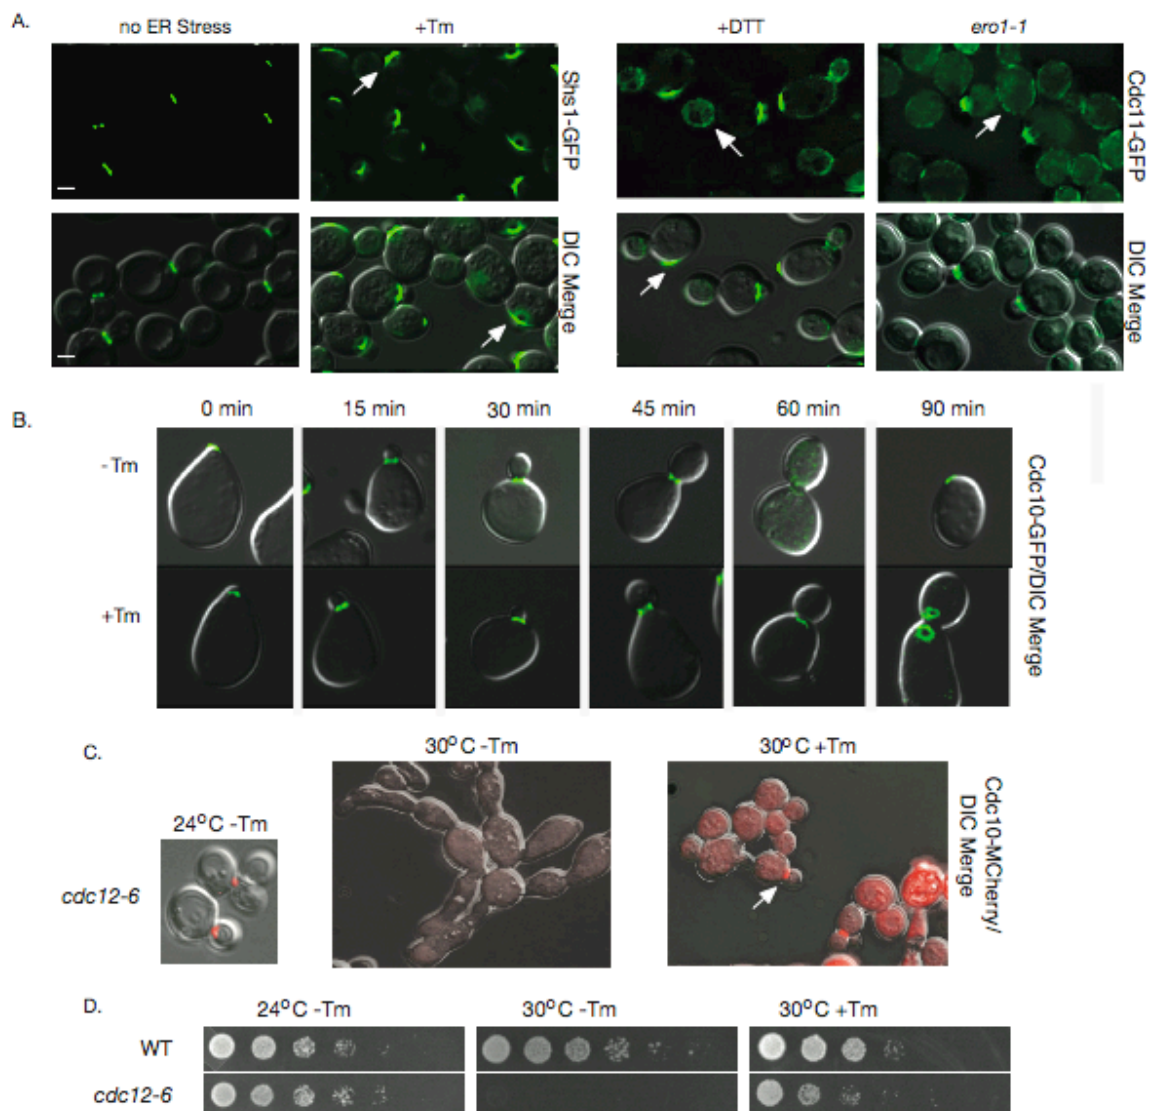 A.
no ER Stress
+Tm
+DTT
ero1-1
Shs1-GFP
Cdc11-GFP
DIC Merge
DIC Merge
B.
0 min
15 min
30 min
45 min
60 min
90 min
-Tm
+Tm
Cdc10-GFP/DIC Merge
C.
24°C -Tm
30°C -Tm
30°C +Tm
cdc12-6
Cdc10-MCherry/
DIC Merge
D.
24°C -Tm
30°C -Tm
30°C +Tm
WT
cdc12-6